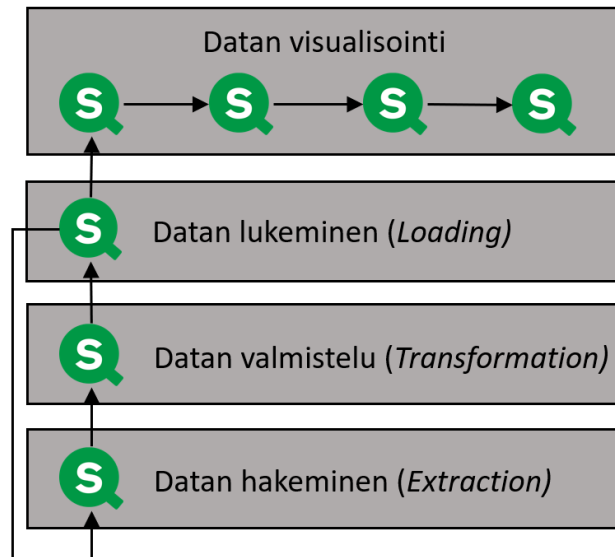 Datan visualisointi
S S S S
S Datan lukeminen (Loading)
S Datan valmistelu (Transformation)
S Datan hakeminen (Extraction)